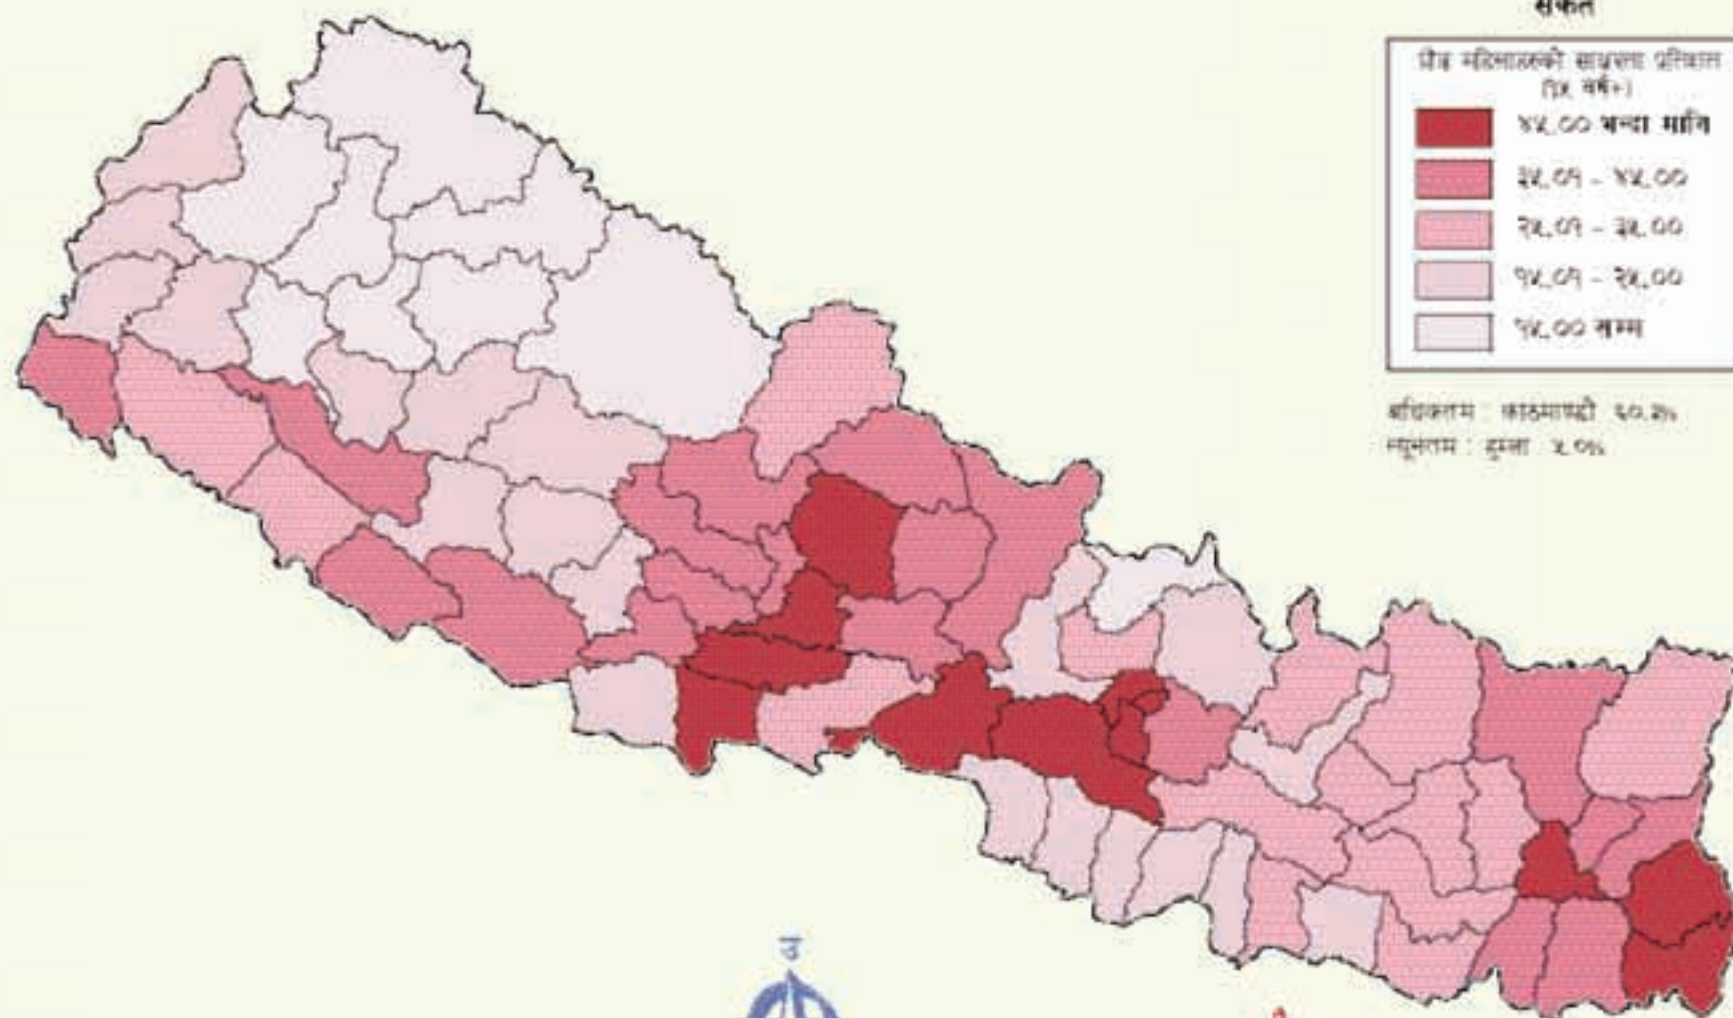 संकेत
प्रौढ महिलाहरुको साक्षरता प्रतिशत
(१५ वर्ष+)
४५.०० भन्दा माथि
३५.०१ - ४५.००
२५.०१ - ३५.००
१५.०१ - २५.००
१५.०० सम्म
अधिकतम : काठमाण्डौ ६०.३%
न्यूनतम : हुम्ला ५.०%
उ